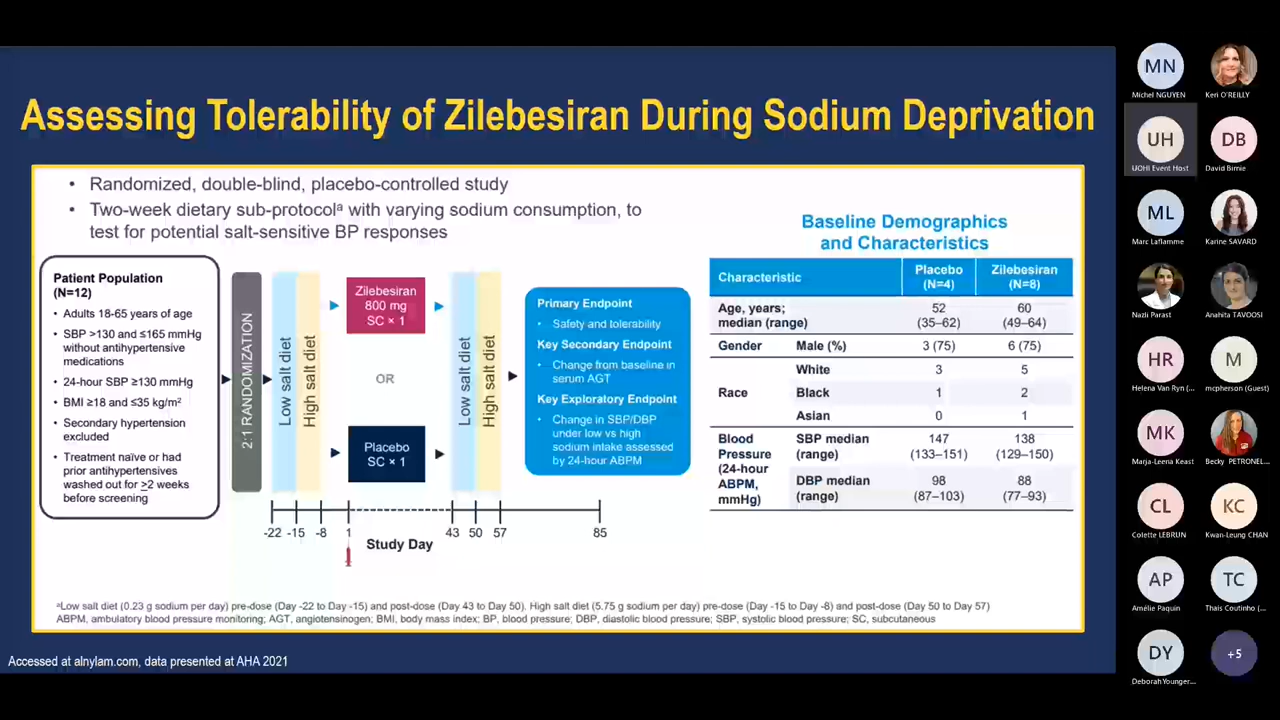 Assessing Tolerability of Zilebesiran During Sodium Deprivation
• Randomized, double-blind, placebo-controlled study
• Two-week dietary sub-protocolᵃ with varying sodium consumption, to
test for potential salt-sensitive BP responses
Patient Population
(N=12)
• Adults 18-65 years of age
• SBP >130 and ≤165 mmHg
without antihypertensive
medications
• 24-hour SBP ≥130 mmHg
• BMI ≥18 and ≤35 kg/m²
• Secondary hypertension
excluded
• Treatment naïve or had
prior antihypertensives
washed out for ≥2 weeks
before screening
2:1 RANDOMIZATION
Low salt diet
High salt diet
Zilebesiran
800 mg
SC × 1
OR
Placebo
SC × 1
Low salt diet
High salt diet
Primary Endpoint
• Safety and tolerability
Key Secondary Endpoint
• Change from baseline in
serum AGT
Key Exploratory Endpoint
• Change in SBP/DBP
under low vs high
sodium intake assessed
by 24-hour ABPM
-22 -15 -8 1 43 50 57 85
Study Day
Baseline Demographics
and Characteristics
Characteristic Placebo (N=4) Zilebesiran (N=8)
Age, years; median (range) 52 (35–62) 60 (49–64)
Gender Male (%) 3 (75) 6 (75)
Race White 3 5
Black 1 2
Asian 0 1
Blood Pressure (24-hour ABPM, mmHg) SBP median (range) 147 (133–151) 138 (129–150)
DBP median (range) 98 (87–103) 88 (77–93)
ᵃLow salt diet (0.23 g sodium per day) pre-dose (Day -22 to Day -15) and post-dose (Day 43 to Day 50). High salt diet (5.75 g sodium per day) pre-dose (Day -15 to Day -8) and post-dose (Day 50 to Day 57)
ABPM, ambulatory blood pressure monitoring; AGT, angiotensinogen; BMI, body mass index; BP, blood pressure; DBP, diastolic blood pressure; SBP, systolic blood pressure; SC, subcutaneous
Accessed at alnylam.com, data presented at AHA 2021
MN
Michel NGUYEN
Keri O'REILLY
UH
UOHI Event Host
DB
David Birnie
ML
Marc Laflamme
Karine SAVARD
Nazli Parast
Anahita TAVOOSI
HR
Helena Van Ryn (...
M
mcpherson (Guest)
MK
Marja-Leena Keast
Becky PETRONEL...
CL
Colette LEBRUN
KC
Kwan-Leung CHAN
AP
Amélie Paquin
TC
Thais Coutinho (...
DY
Deborah Younger...
+5